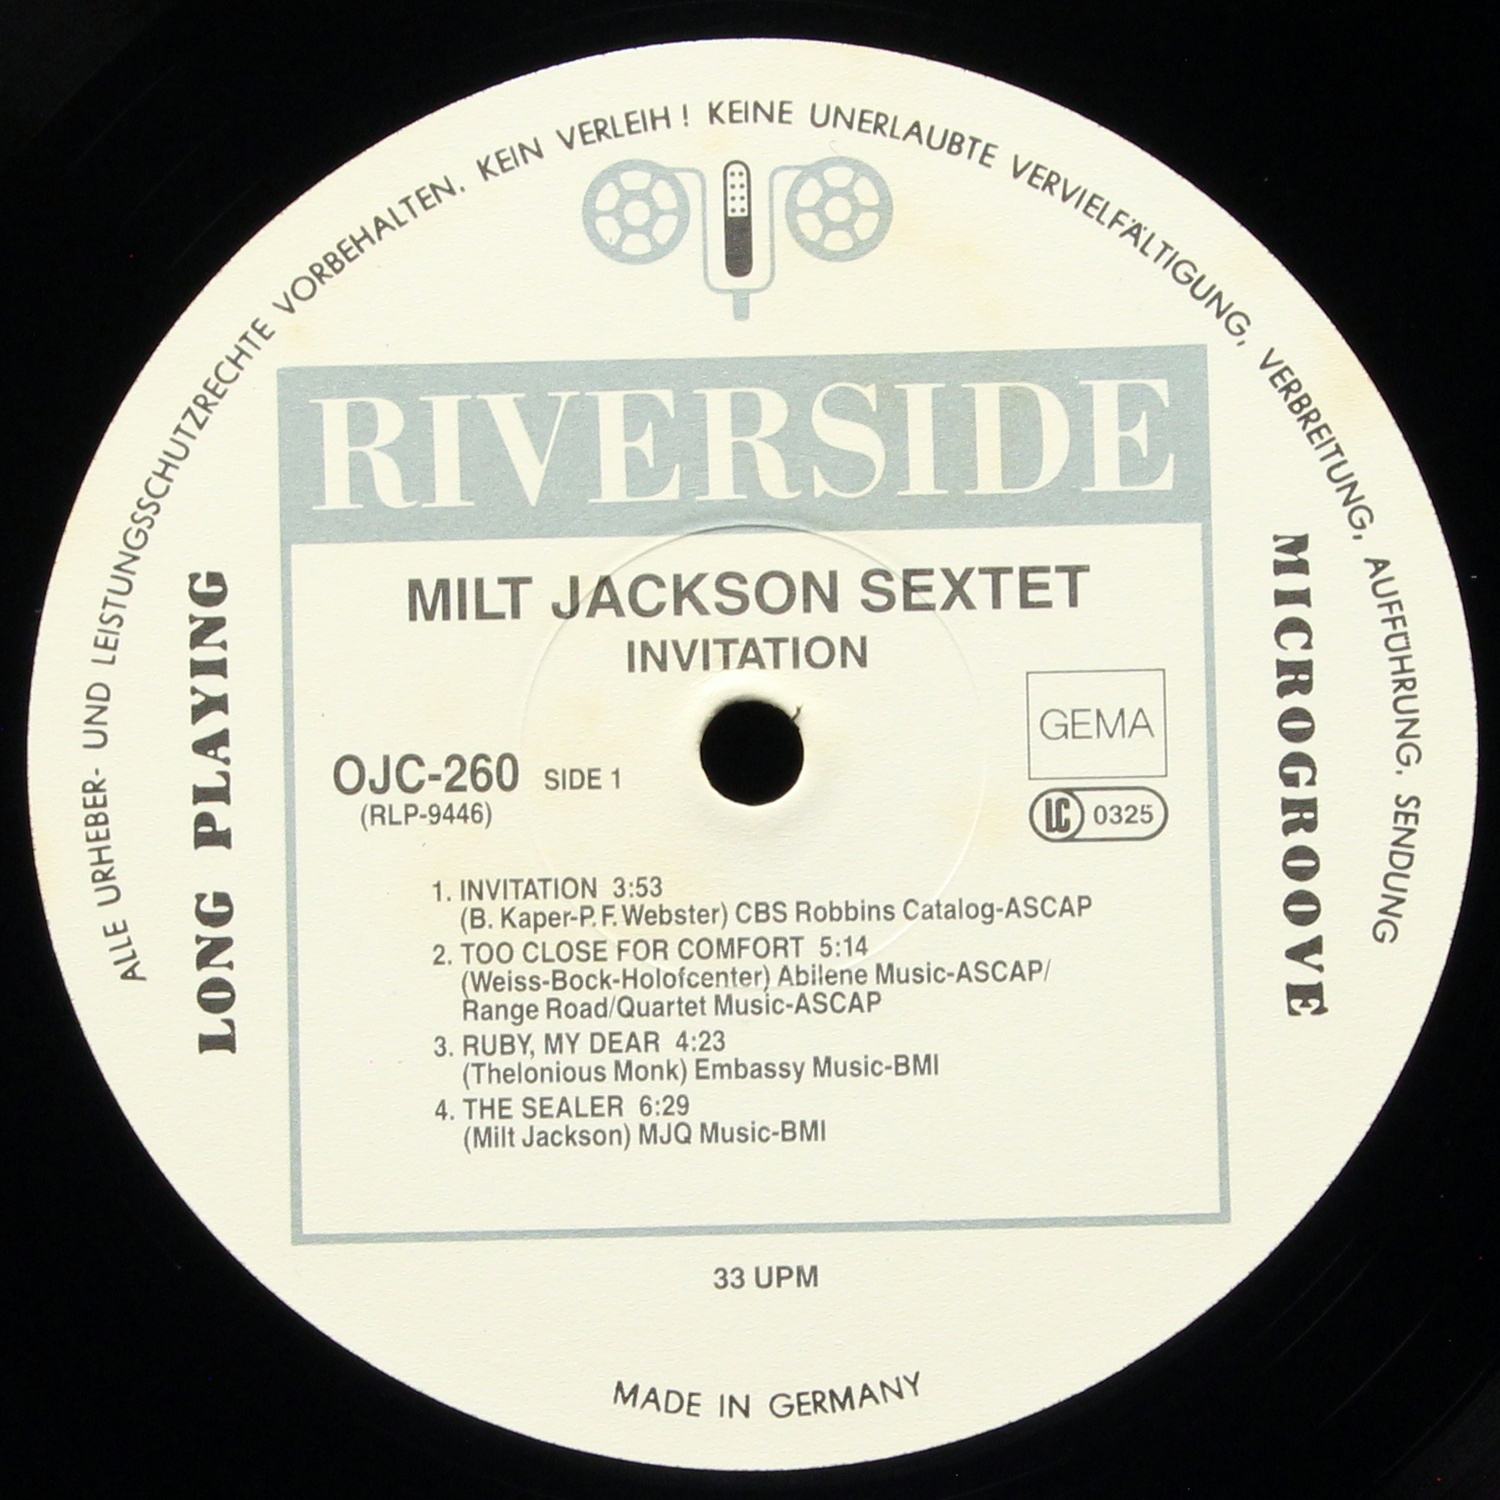 ALLE URHEBER- UND LEISTUNGSSCHUTZRECHTE VORBEHALTEN. KEIN VERLEIH! KEINE UNERLAUBTE VERVIELFÄLTIGUNG, VERBREITUNG, AUFFÜHRUNG, SENDUNG
RIVERSIDE
LONG PLAYING
MICROGROOVE
MILT JACKSON SEXTET
INVITATION
GEMA
OJC-260 SIDE 1
(RLP-9446)
LC 0325
1. INVITATION 3:53
(B. Kaper-P.F. Webster) CBS Robbins Catalog-ASCAP
2. TOO CLOSE FOR COMFORT 5:14
(Weiss-Bock-Holofcenter) Abilene Music-ASCAP/
Range Road/Quartet Music-ASCAP
3. RUBY, MY DEAR 4:23
(Thelonious Monk) Embassy Music-BMI
4. THE SEALER 6:29
(Milt Jackson) MJQ Music-BMI
33 UPM
MADE IN GERMANY